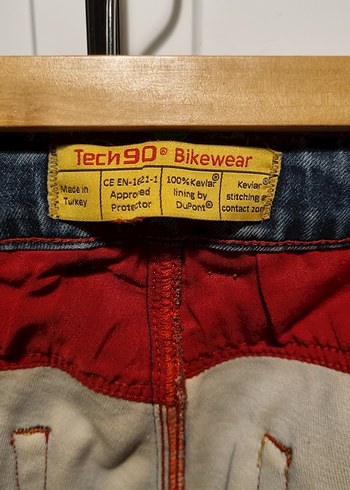 Tech90® Bikewear
Made in
Turkey
CE EN-1621-1
Approved
Protector
100% Kevlar®
lining by
DuPont®
Kevlar®
stitching
contact